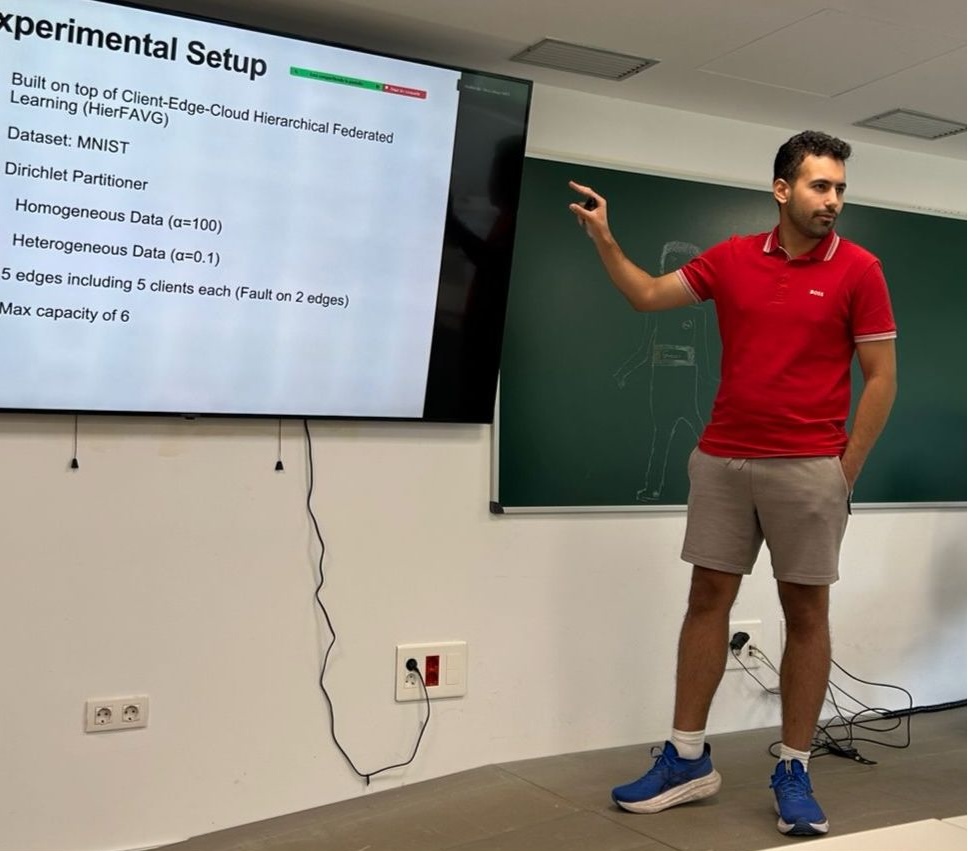 xperimental Setup
Built on top of Client-Edge-Cloud Hierarchical Federated
Learning (HierFAVG)
Dataset: MNIST
Dirichlet Partitioner
Homogeneous Data (α=100)
Heterogeneous Data (α=0.1)
5 edges including 5 clients each (Fault on 2 edges)
Max capacity of 6
BOSS